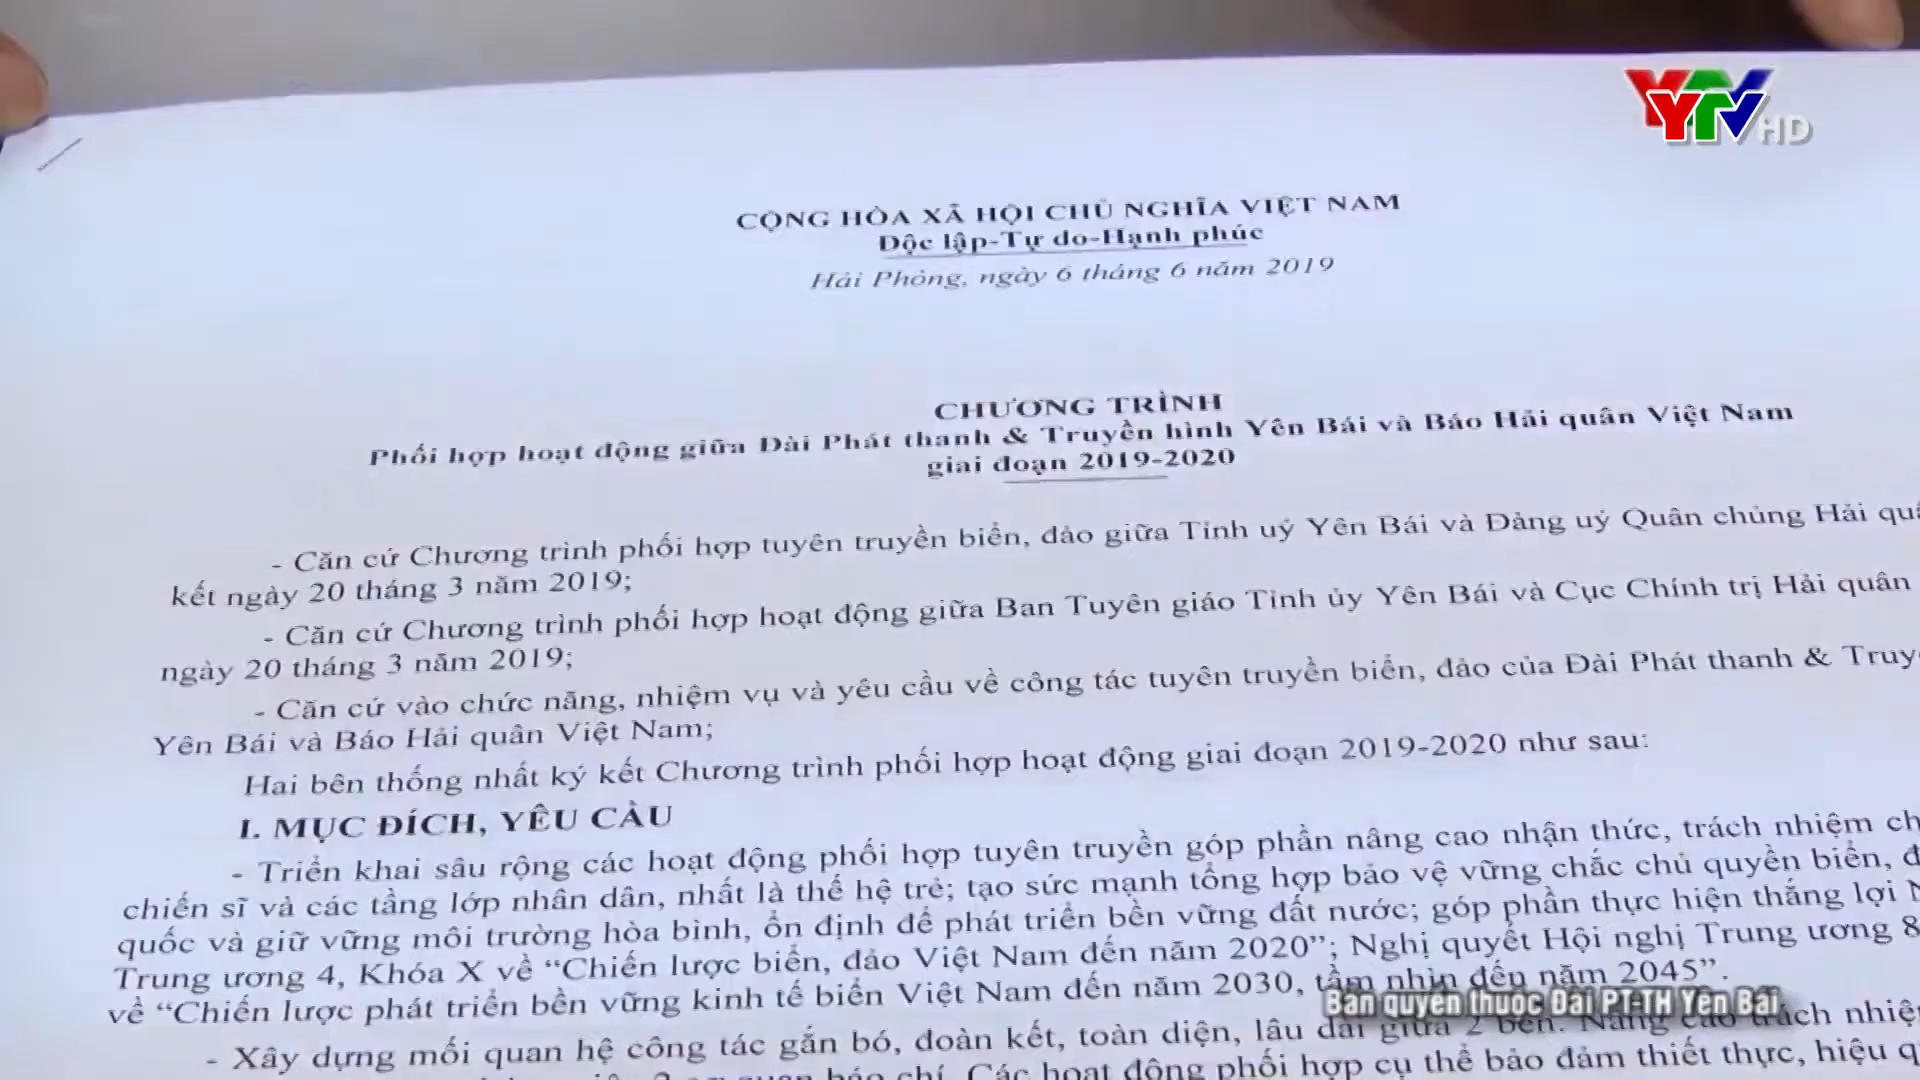 YTV HD
CỘNG HÒA XÃ HỘI CHỦ NGHĨA VIỆT NAM
Độc lập-Tự do-Hạnh phúc
Hải Phòng, ngày 6 tháng 6 năm 2019
CHƯƠNG TRÌNH
Phối hợp hoạt động giữa Đài Phát thanh & Truyền hình Yên Bái và Báo Hải quân Việt Nam
giai đoạn 2019-2020
- Căn cứ Chương trình phối hợp tuyên truyền biển, đảo giữa Tỉnh uỷ Yên Bái và Đảng uỷ Quân chủng Hải
kết ngày 20 tháng 3 năm 2019;
- Căn cứ Chương trình phối hợp hoạt động giữa Ban Tuyên giáo Tỉnh ủy Yên Bái và Cục Chính trị Hải quân
ngày 20 tháng 3 năm 2019;
- Căn cứ vào chức năng, nhiệm vụ và yêu cầu về công tác tuyên truyền biển, đảo của Đài Phát thanh &
Yên Bái và Báo Hải quân Việt Nam;
Hai bên thống nhất ký kết Chương trình phối hợp hoạt động giai đoạn 2019-2020 như sau:
I. MỤC ĐÍCH, YÊU CẦU
- Triển khai sâu rộng các hoạt động phối hợp tuyên truyền góp phần nâng cao nhận thức, trách nhiệm
chiến sĩ và các tầng lớp nhân dân, nhất là thế hệ trẻ; tạo sức mạnh tổng hợp bảo vệ vững chắc chủ quyền biển,
quốc và giữ vững môi trường hòa bình, ổn định để phát triển bền vững đất nước; góp phần thực hiện thắng lợi
Trung ương 4, Khóa X về “Chiến lược biển, đảo Việt Nam đến năm 2020”; Nghị quyết Hội nghị Trung ương 8
về “Chiến lược phát triển bền vững kinh tế biển Việt Nam đến năm 2030, tầm nhìn đến năm 2045”.
Bản quyền thuộc Đài PT-TH Yên Bái
- Xây dựng mối quan hệ công tác gắn bó, đoàn kết, toàn diện, lâu dài giữa 2 bên. Nâng cao trách
báo chí. Các hoạt động phối hợp cụ thể bảo đảm thiết thực, hiệu